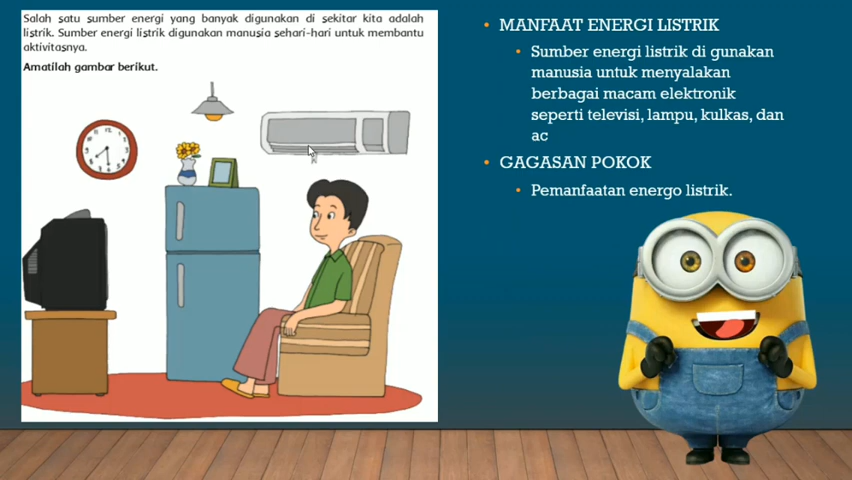 Salah satu sumber energi yang banyak digunakan di sekitar kita adalah
listrik. Sumber energi listrik digunakan manusia sehari-hari untuk membantu
aktivitasnya.
Amatilah gambar berikut.
• MANFAAT ENERGI LISTRIK
• Sumber energi listrik di gunakan
manusia untuk menyalakan
berbagai macam elektronik
seperti televisi, lampu, kulkas, dan
ac
• GAGASAN POKOK
• Pemanfaatan energo listrik.